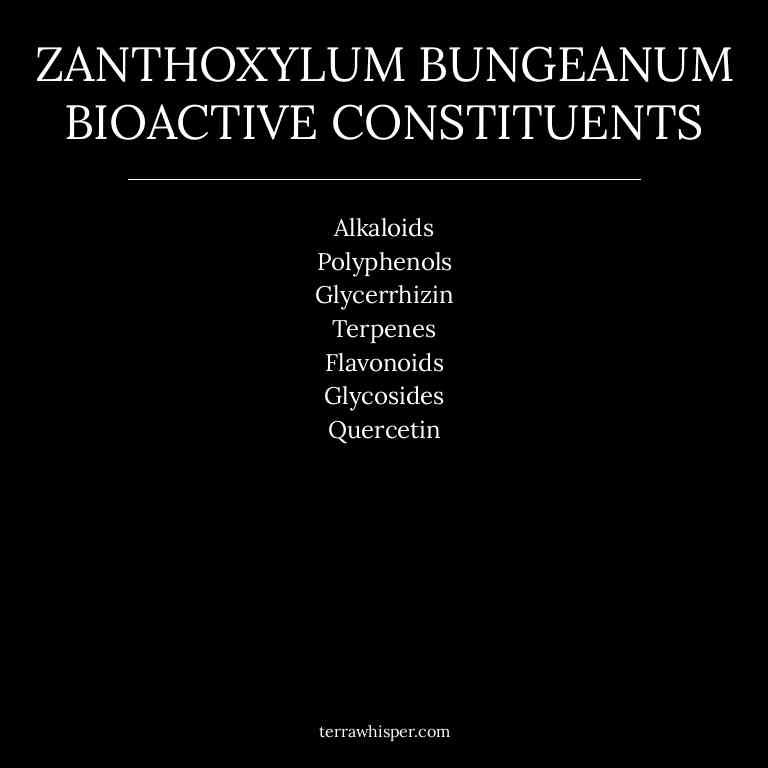 ZANTHOXYLUM BUNGEANUM
BIOACTIVE CONSTITUENTS
Alkaloids
Polyphenols
Glycerrhizin
Terpenes
Flavonoids
Glycosides
Quercetin
terrawhisper.com